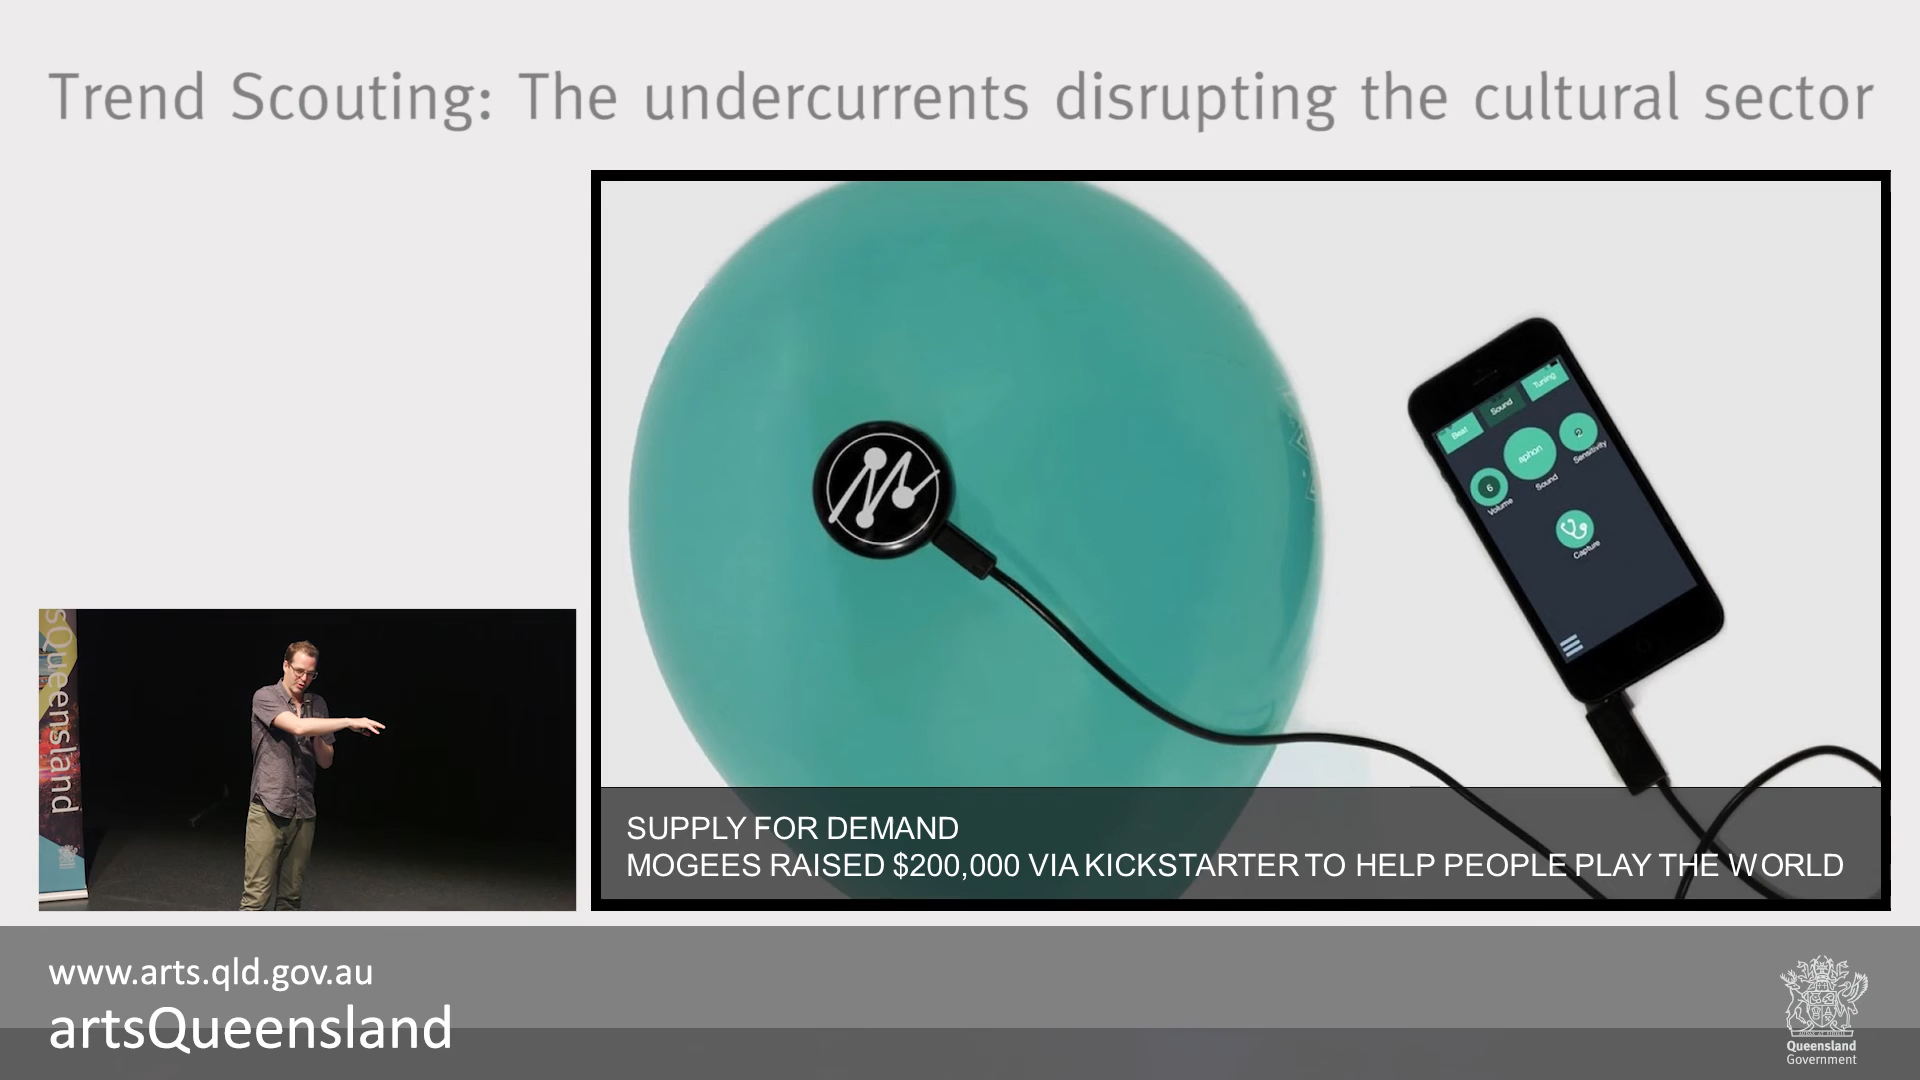 Trend Scouting: The undercurrents disrupting the cultural sector
Beat
Sound
Tuning
6
Volume
aphon
Sound
Sensitivity
Capture
sQueensland
SUPPLY FOR DEMAND
MOGEES RAISED $200,000 VIA KICKSTARTER TO HELP PEOPLE PLAY THE WORLD
www.arts.qld.gov.au
artsQueensland
Queensland
Government